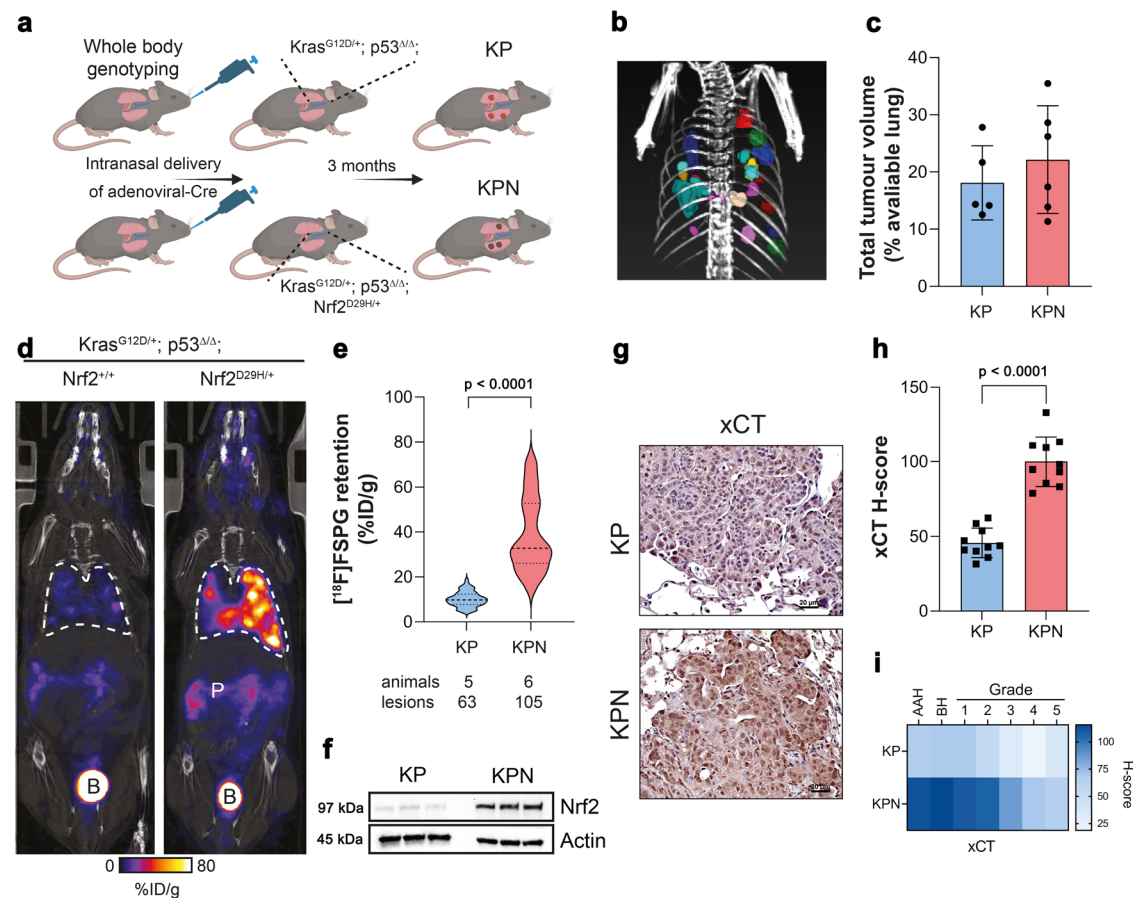 a
Whole body
genotyping
Kras^G12D/+; p53^Δ/Δ;
KP
Intranasal delivery
of adenoviral-Cre
3 months
KPN
Kras^G12D/+; p53^Δ/Δ;
Nrf2^D29H/+
b
c
Total tumour volume
(% avaliable lung)
40
30
20
10
0
KP
KPN
d
Kras^G12D/+; p53^Δ/Δ;
Nrf2^+/+
Nrf2^D29H/+
P
B
B
0
80
%ID/g
e
p < 0.0001
[^18F]FSPG retention
(%ID/g)
100
80
60
40
20
0
KP
KPN
animals 5 6
lesions 63 105
f
KP
KPN
97 kDa
Nrf2
45 kDa
Actin
g
xCT
KP
20 µm
KPN
20 µm
h
p < 0.0001
xCT H-score
150
100
50
0
KP
KPN
i
Grade
AAH
BH
1
2
3
4
5
KP
KPN
xCT
100
75
50
25
H-score